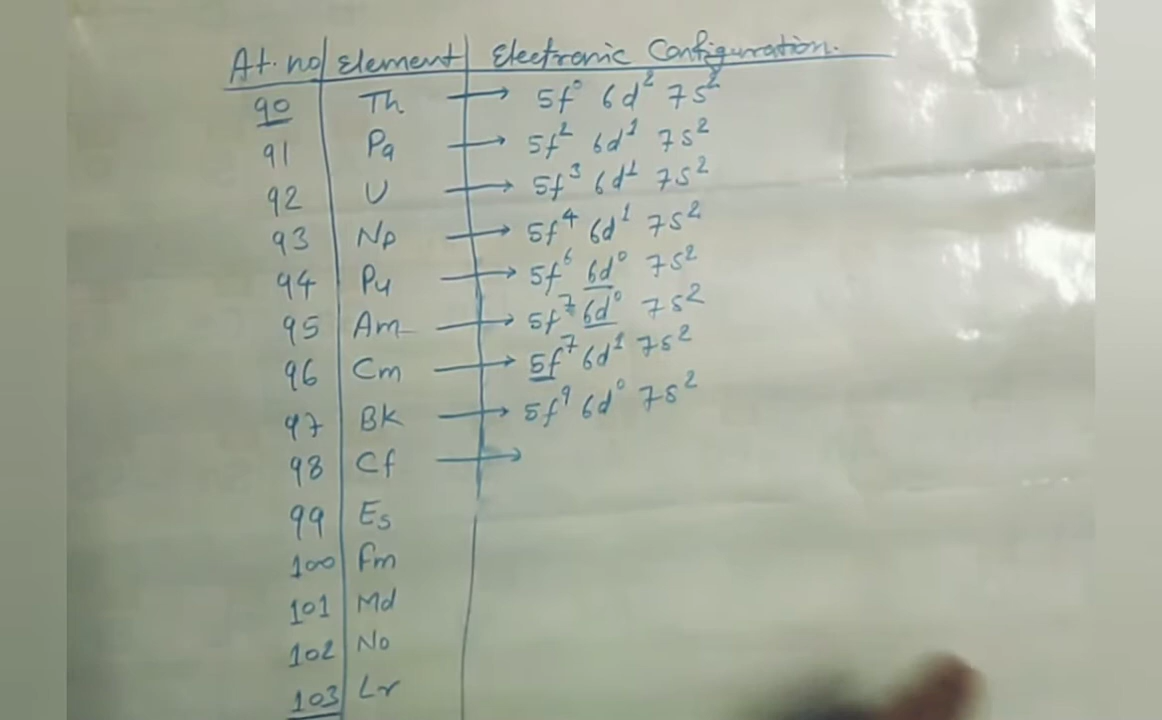 At. no Element Electronic Configuration.
90 Th → 5f⁰ 6d² 7s²
91 Pa → 5f² 6d¹ 7s²
92 U → 5f³ 6d¹ 7s²
93 Np → 5f⁴ 6d¹ 7s²
94 Pu → 5f⁶ 6d⁰ 7s²
95 Am → 5f⁷ 6d⁰ 7s²
96 Cm → 5f⁷ 6d¹ 7s²
97 Bk → 5f⁹ 6d⁰ 7s²
98 Cf →
99 Es
100 Fm
101 Md
102 No
103 Lr